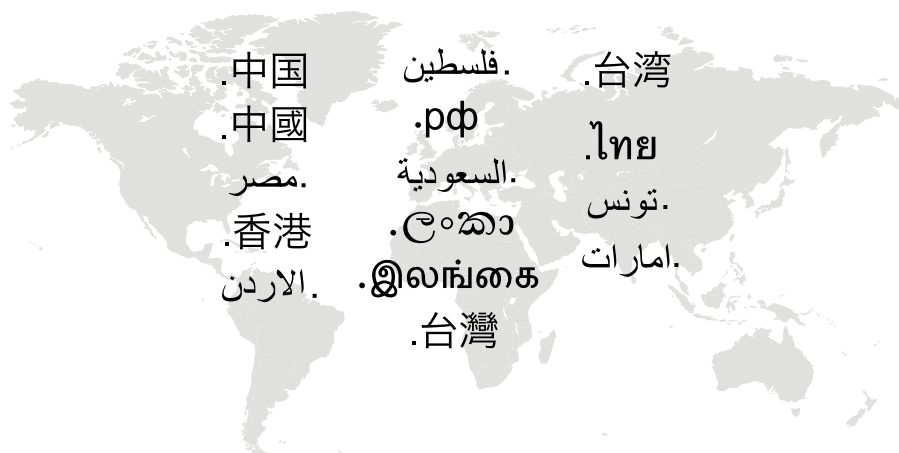 .中国
.中國
.مصر
.香港
.الاردن
.فلسطين
.рф
.السعودية
.ලංකා
.இலங்கை
.台灣
.台湾
.ไทย
.تونس
.امارات